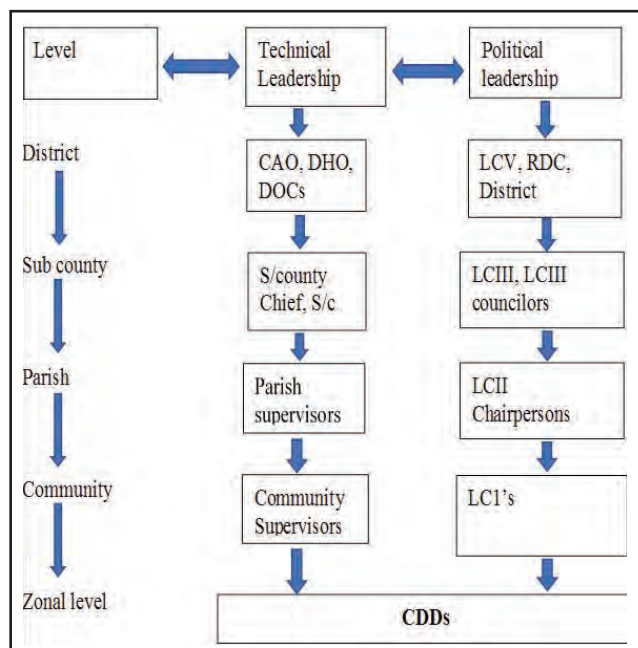 Level
Technical
Leadership
Political
leadership
District
CAO, DHO,
DOCs
LCV, RDC,
District
Sub county
S/county
Chief, S/c
LCIII, LCIII
councilors
Parish
Parish
supervisors
LCII
Chairpersons
Community
Community
Supervisors
LC1's
Zonal level
CDDs